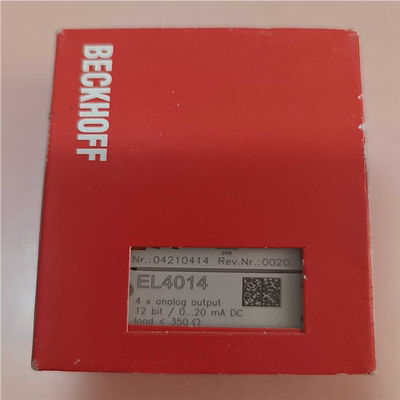 BECKHOFF
Nr.: 04210414 Rev.Nr.: 0020
EL4014
4 x analog output
12 bit / 0...20 mA DC
load < 350 Ω